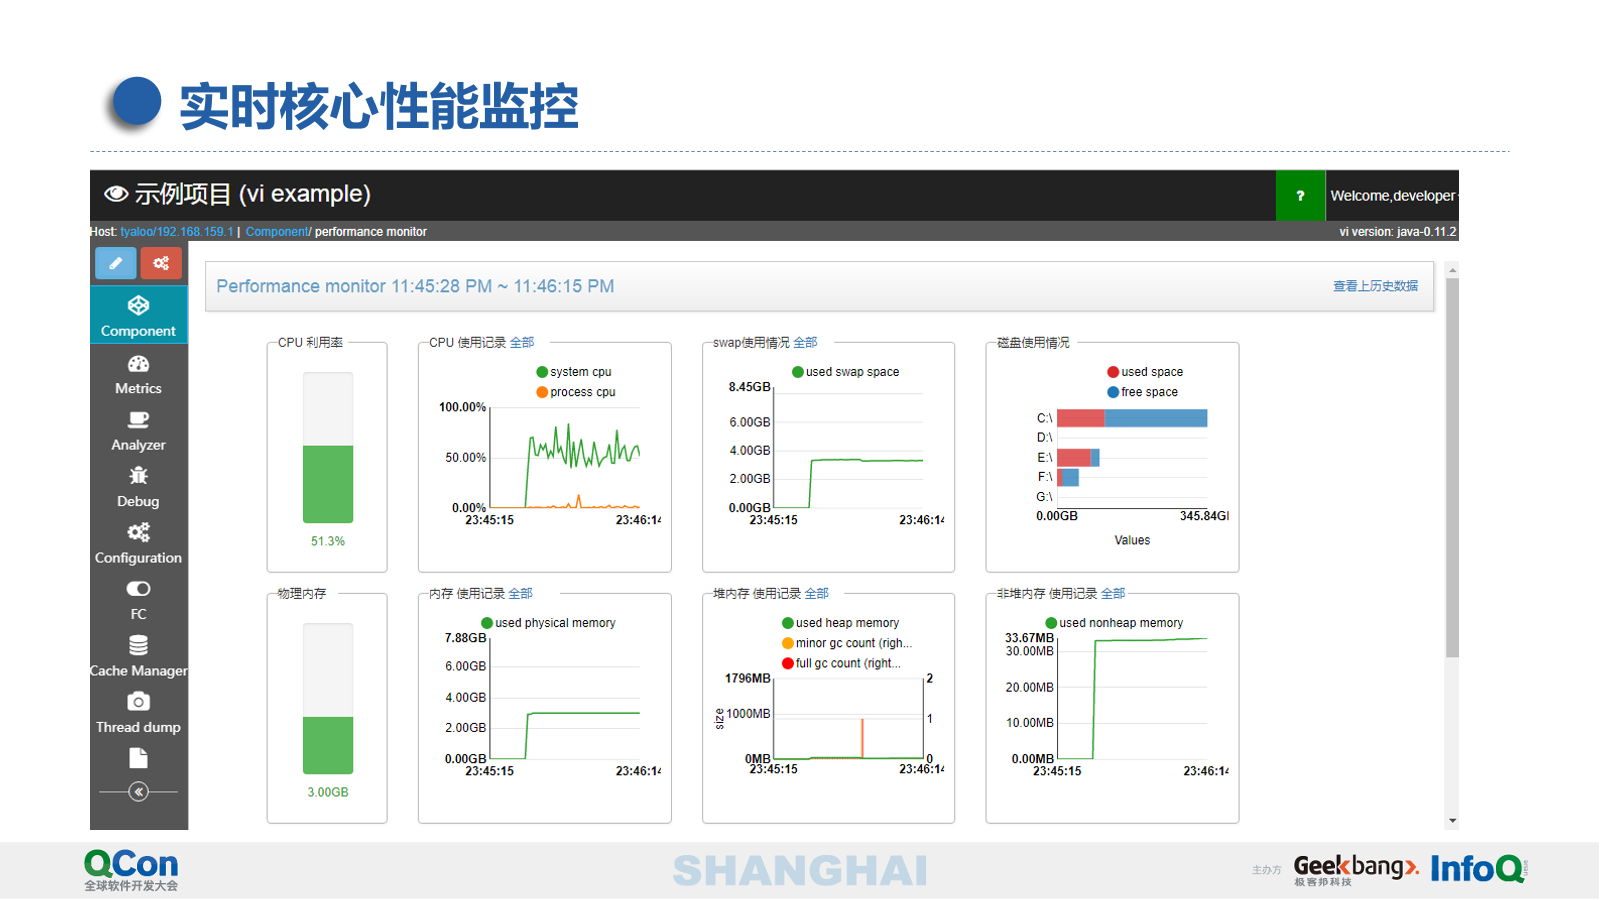 实时核心性能监控
示例项目 (vi example)
?
Welcome,developer
Host: tyaloo/192.168.159.1 | Component/ performance monitor
vi version: java-0.11.2
Component
Metrics
Analyzer
Debug
Configuration
FC
Cache Manager
Thread dump
Performance monitor 11:45:28 PM ~ 11:46:15 PM
查看上历史数据
CPU 利用率
51.3%
CPU 使用记录 全部
system cpu
process cpu
100.00%
50.00%
0.00%
23:45:15
23:46:14
swap使用情况 全部
used swap space
8.45GB
6.00GB
4.00GB
2.00GB
0.00GB
23:45:15
23:46:14
磁盘使用情况
used space
free space
C:\
D:\
E:\
F:\
G:\
0.00GB
345.84GI
Values
物理内存
3.00GB
内存 使用记录 全部
used physical memory
7.88GB
6.00GB
4.00GB
2.00GB
0.00GB
23:45:15
23:46:14
堆内存 使用记录 全部
used heap memory
minor gc count (righ...
full gc count (right...
1796MB
1000MB
0MB
size
2
1
0
23:45:15
23:46:14
非堆内存 使用记录 全部
used nonheap memory
33.67MB
30.00MB
20.00MB
10.00MB
0.00MB
23:45:15
23:46:14
QCon
全球软件开发大会
SHANGHAI
主办方
Geekbang>.
极客邦科技
InfoQ